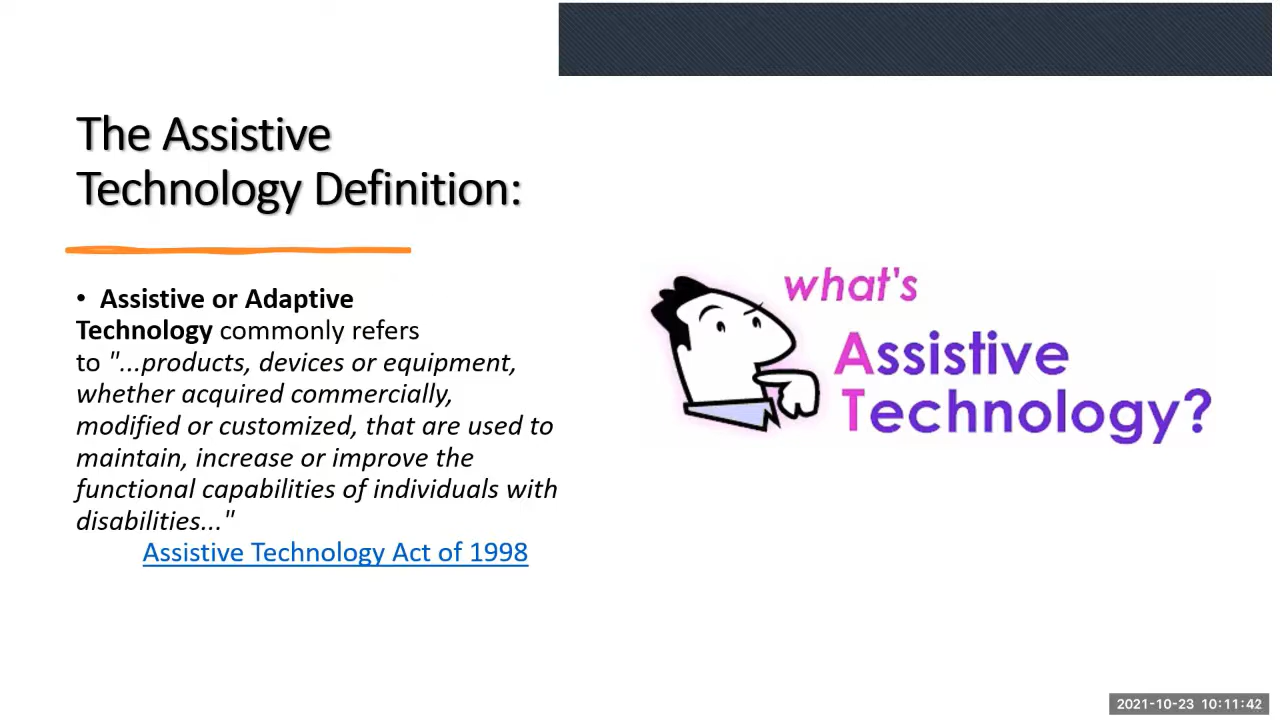 The Assistive
Technology Definition:
• Assistive or Adaptive
Technology commonly refers
to "...products, devices or equipment,
whether acquired commercially,
modified or customized, that are used to
maintain, increase or improve the
functional capabilities of individuals with
disabilities..."
Assistive Technology Act of 1998
what's
Assistive
Technology?
2021-10-23 10:11:42